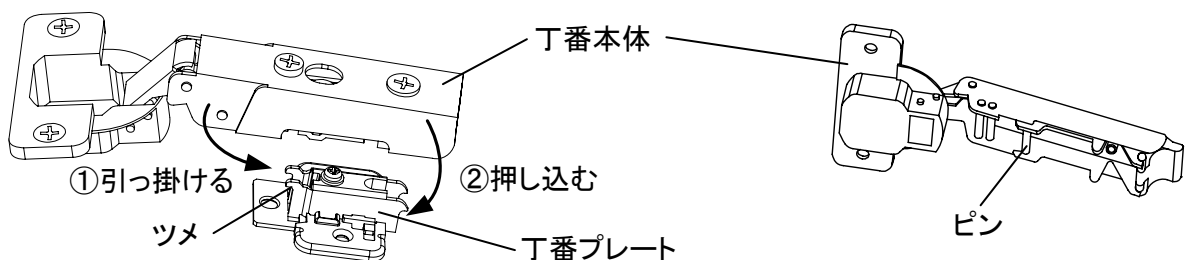 丁番本体
①引っ掛ける
②押し込む
ツメ
丁番プレート
ピン